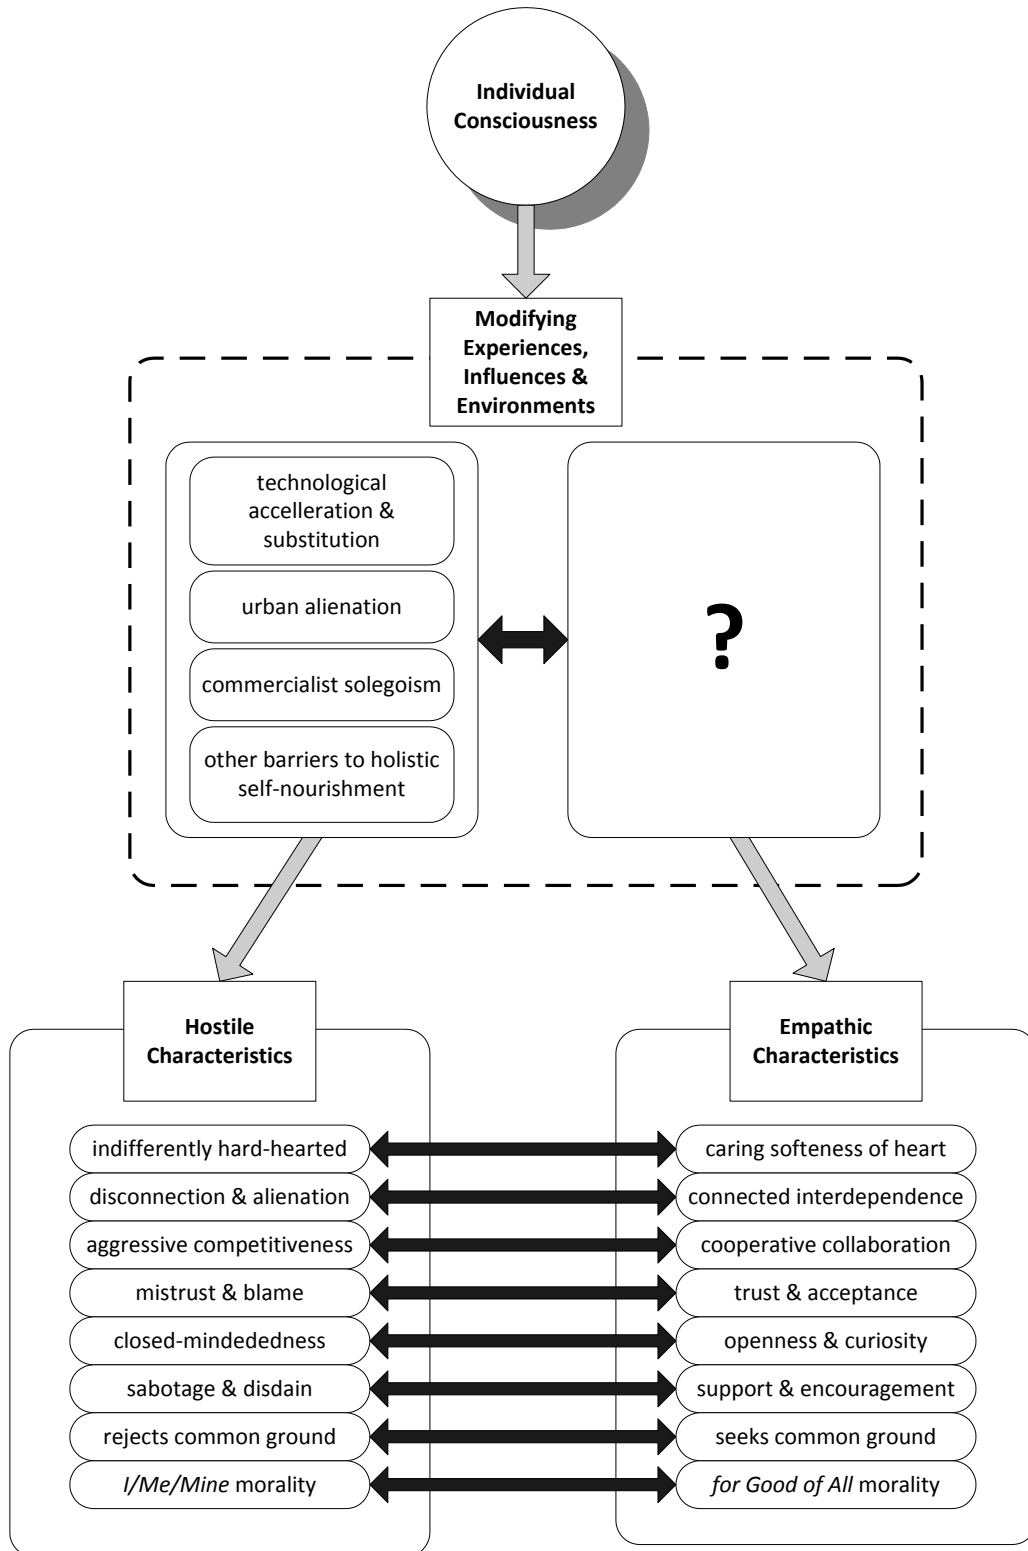 Individual
Consciousness
Modifying
Experiences,
Influences &
Environments
technological
accelleration &
substitution
urban alienation
commercialist solegoism
other barriers to holistic
self-nourishment
?
Hostile
Characteristics
indifferently hard-hearted
disconnection & alienation
aggressive competitiveness
mistrust & blame
closed-mindededness
sabotage & disdain
rejects common ground
I/Me/Mine morality
Empathic
Characteristics
caring softeness of heart
connected interdependence
cooperative collaboration
trust & acceptance
openness & curiosity
support & encouragement
seeks common ground
for Good of All morality